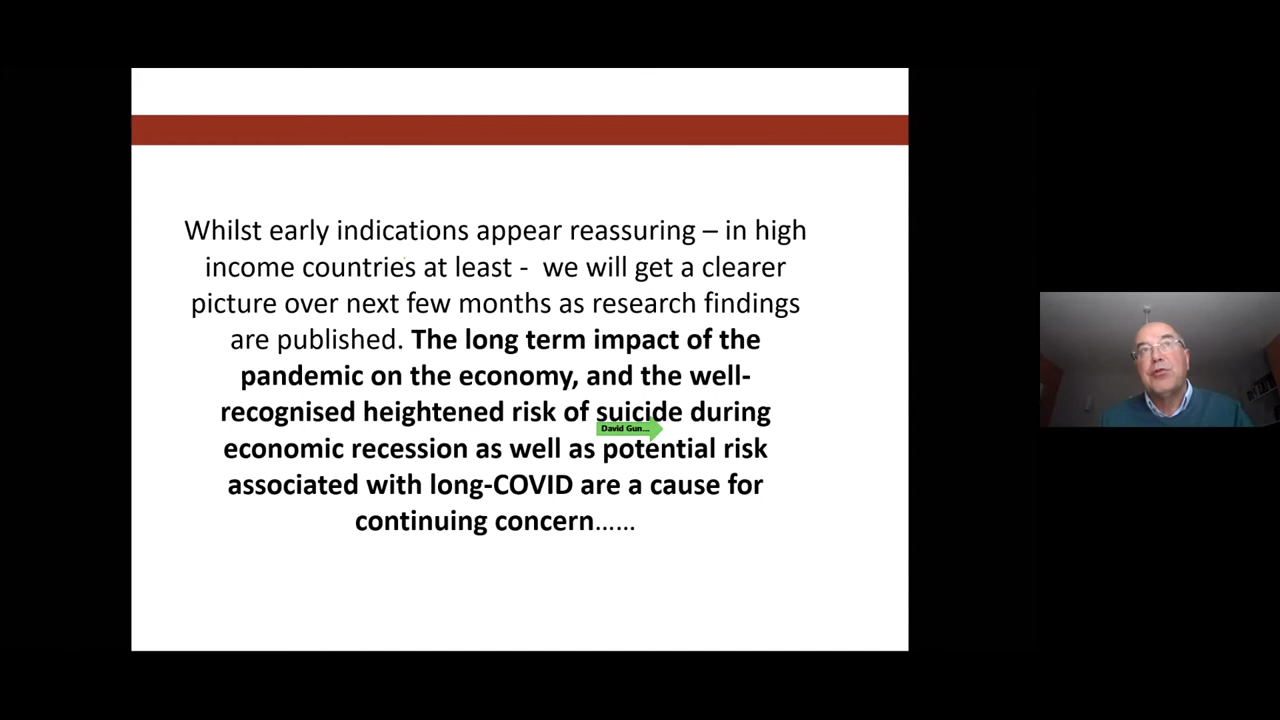 Whilst early indications appear reassuring – in high
income countries at least -  we will get a clearer
picture over next few months as research findings
are published. The long term impact of the
pandemic on the economy, and the well-
recognised heightened risk of suicide during
David Gun...
economic recession as well as potential risk
associated with long-COVID are a cause for
continuing concern……